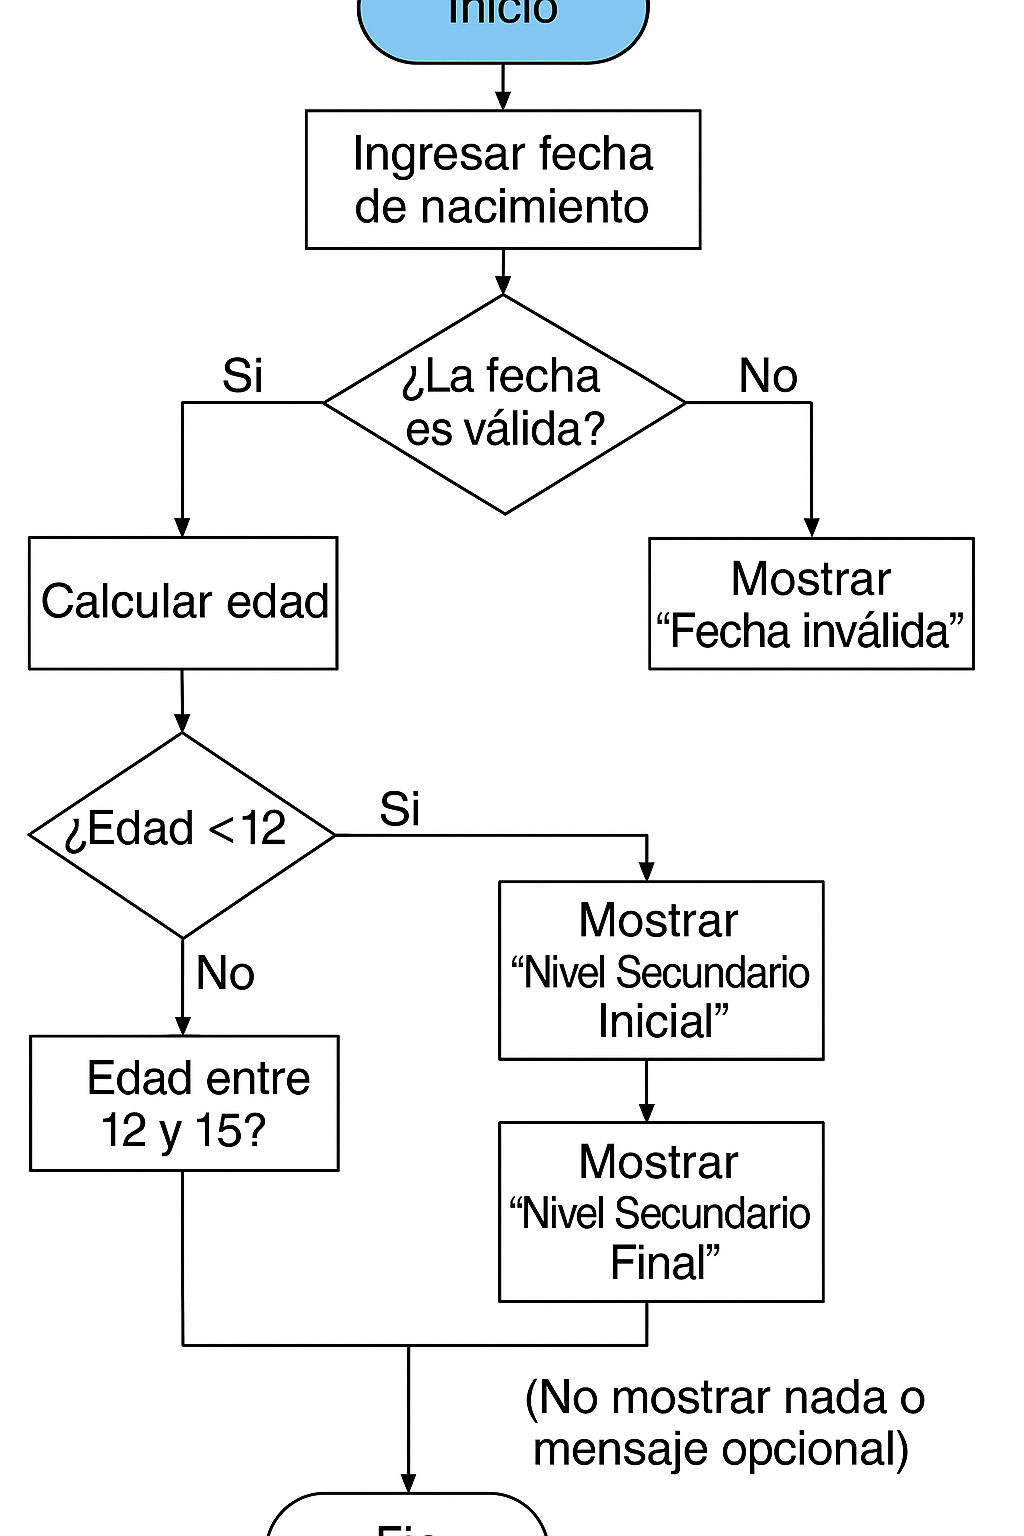 Inicio
Ingresar fecha
de nacimiento
¿La fecha
es válida?
Si
No
Calcular edad
Mostrar
“Fecha inválida”
¿Edad <12
Si
No
Mostrar
“Nivel Secundario
Inicial”
Edad entre
12 y 15?
Mostrar
“Nivel Secundario
Final”
(No mostrar nada o
mensaje opcional)